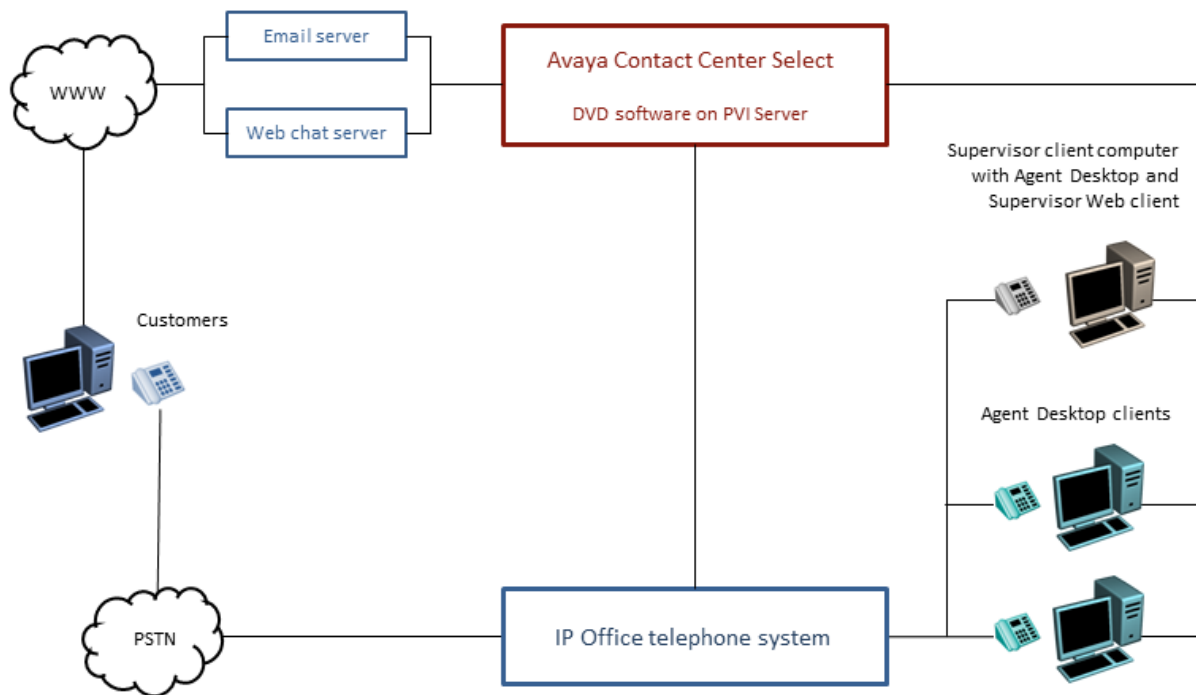 Email server
WWW
Web chat server
Avaya Contact Center Select
DVD software on PVI Server
Supervisor client computer
with Agent Desktop and
Supervisor Web client
Customers
Agent Desktop clients
PSTN
IP Office telephone system